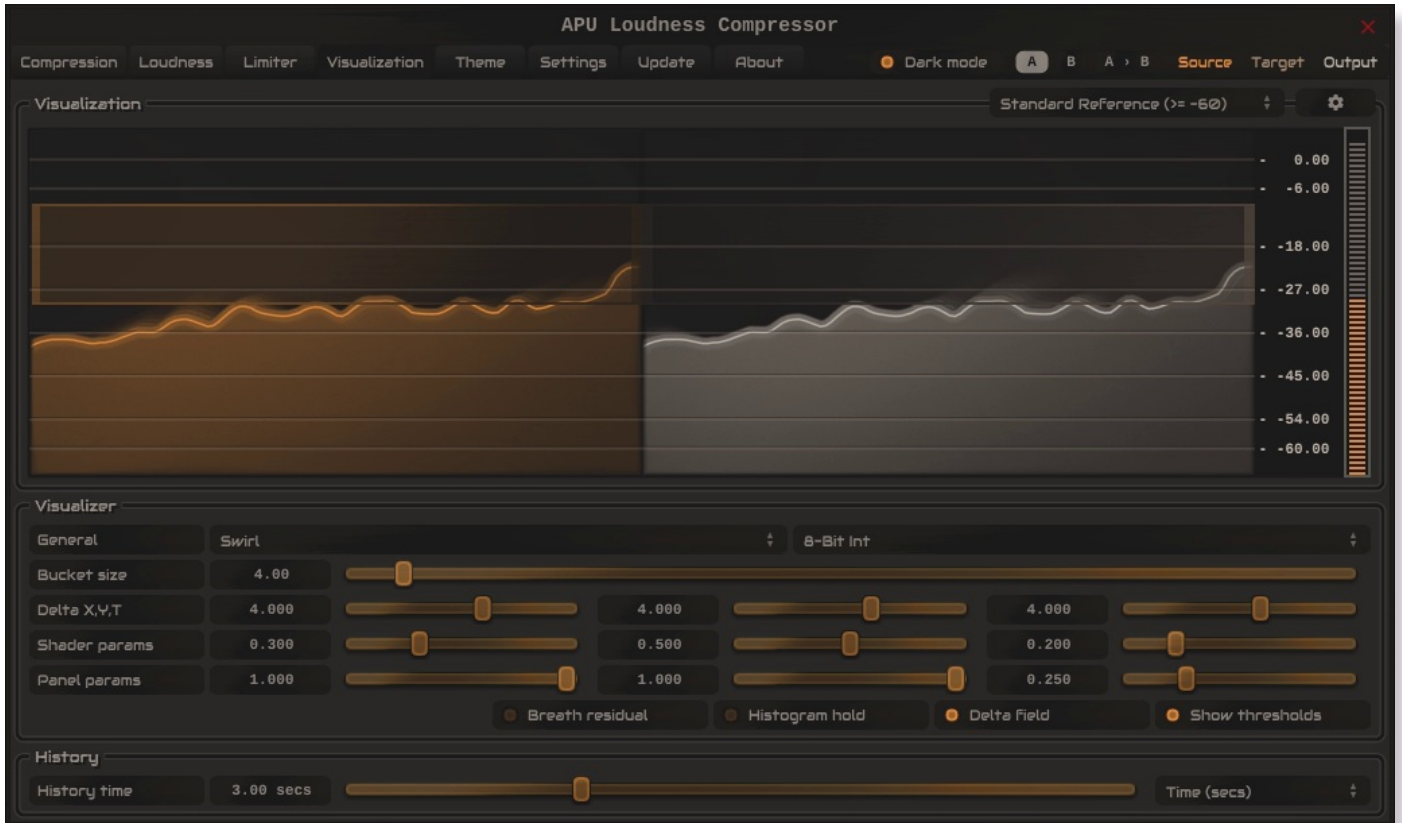 APU Loudness Compressor
Compression Loudness Limiter Visualization Theme Settings Update About Dark mode A B A › B Source Target Output
Visualization Standard Reference (>= -60)
- 0.00
- -6.00
- -18.00
- -27.00
- -36.00
- -45.00
- -54.00
- -60.00
Visualizer
General Swirl 8-Bit Int
Bucket size 4.00
Delta X,Y,T 4.000 4.000 4.000
Shader params 0.300 0.500 0.200
Panel params 1.000 1.000 0.250
Breath residual Histogram hold Delta field Show thresholds
History
History time 3.00 secs Time (secs)